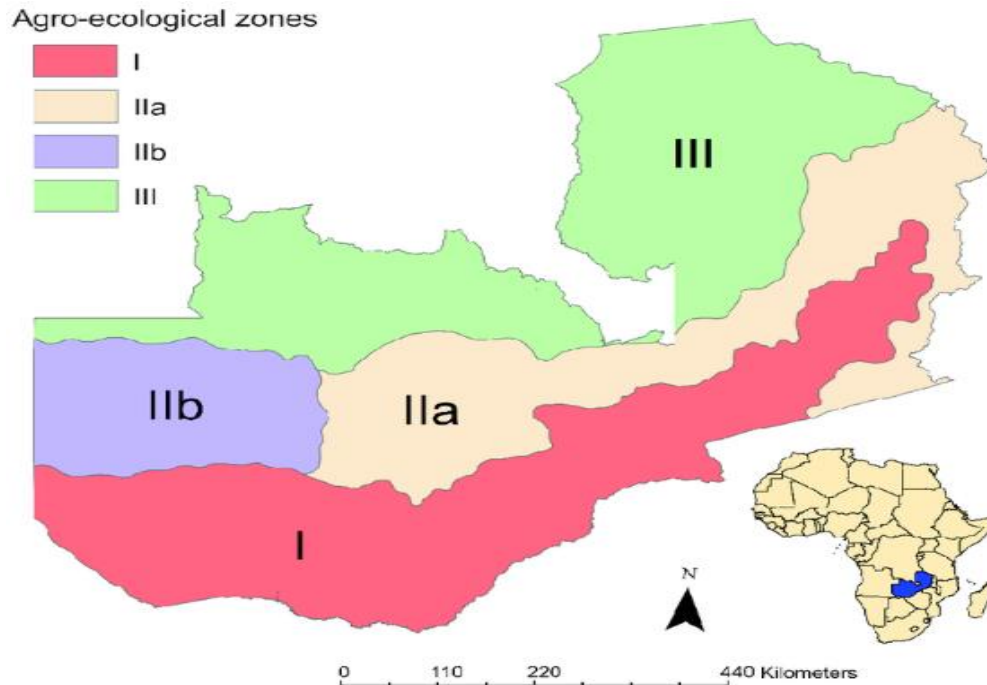 Agro-ecological zones
I
IIa
IIb
III
III
IIb
IIa
I
N
0 110 220 440 Kilometers